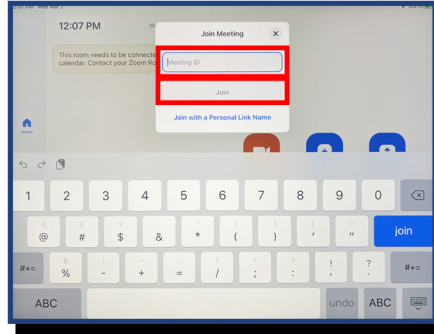 12:07 PM
Join Meeting
This room needs to be connecte
calendar. Contact your Zoom Ro
Meeting ID
Join
Join with a Personal Link Name
Home
1 2 3 4 5 6 7 8 9 0
@ # $ & * ( ) ' "
join
#+= % - + = / ; : ! ? #+=
ABC undo ABC